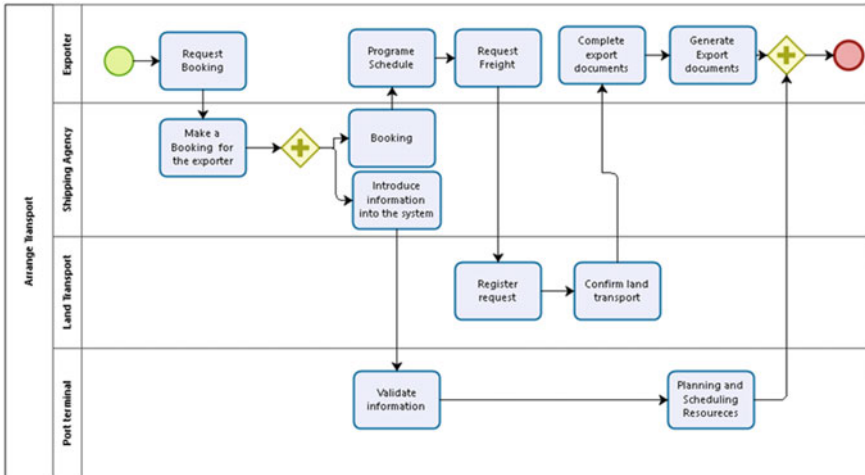 Arrange Transport
Exporter
Request
Booking
Programe
Schedule
Request
Freight
Complete
export
documents
Generate
Export
documents
Shipping Agency
Make a
Booking for
the exporter
Booking
Introduce
information
into the system
Land Transport
Register
request
Confirm land
transport
Port terminal
Validate
information
Planning and
Scheduling
Resoureces